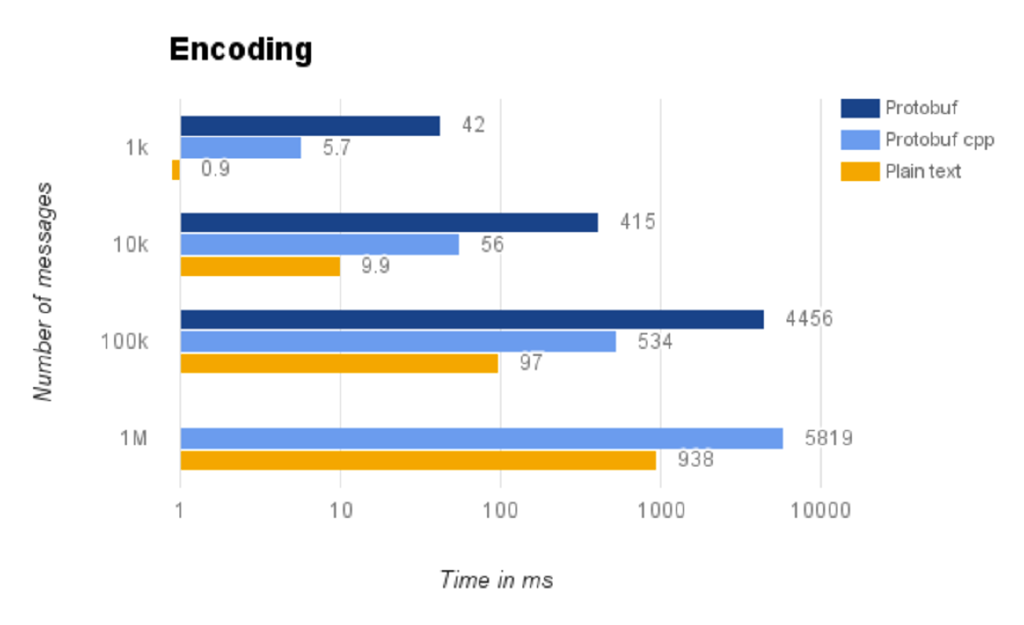 Encoding
Protobuf
Protobuf cpp
Plain text
Number of messages
1k
42
5.7
0.9
10k
415
56
9.9
100k
4456
534
97
1M
5819
938
1 10 100 1000 10000
Time in ms